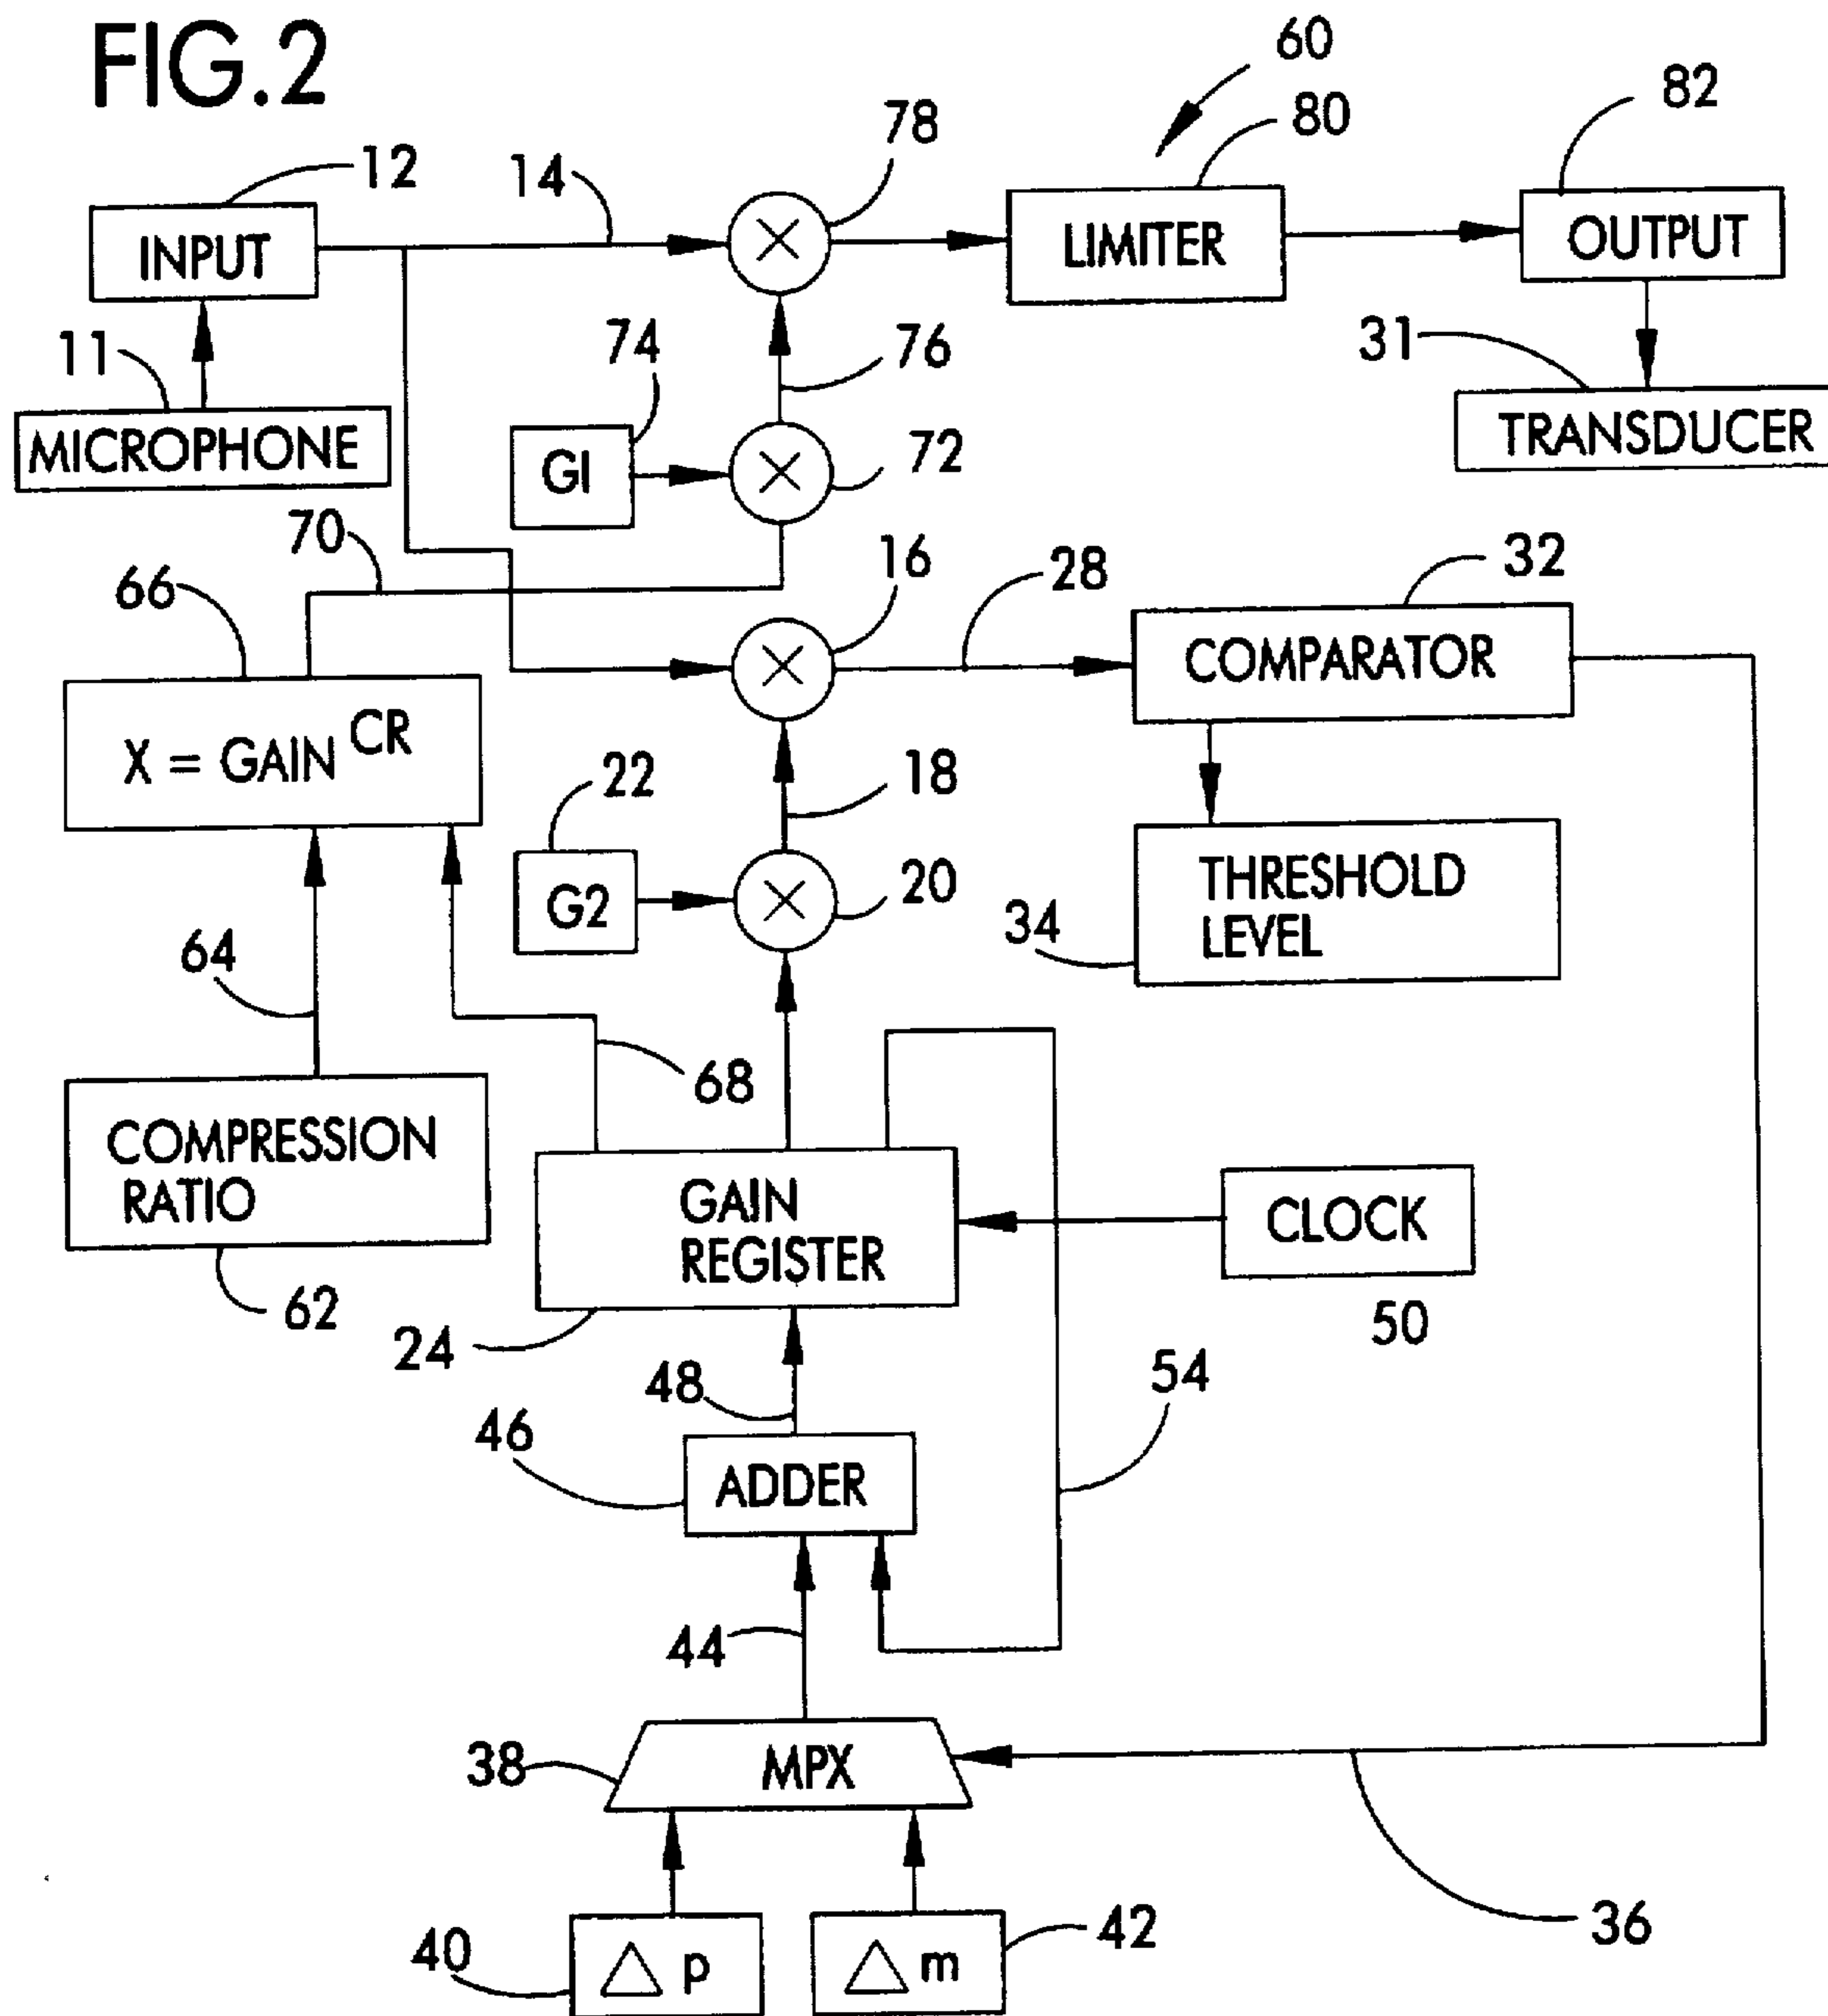 FIG.2
60
80
82
78
12
14
INPUT
LIMITER
OUTPUT
11
74
76
31
MICROPHONE
GI
72
TRANSDUCER
70
66
16
28
32
COMPARATOR
X = GAIN CR
22
18
G2
20
THRESHOLD
LEVEL
34
64
68
COMPRESSION
RATIO
GAIN
REGISTER
CLOCK
62
24
50
48
54
46
ADDER
44
38
MPX
36
40
△ p
△ m
42